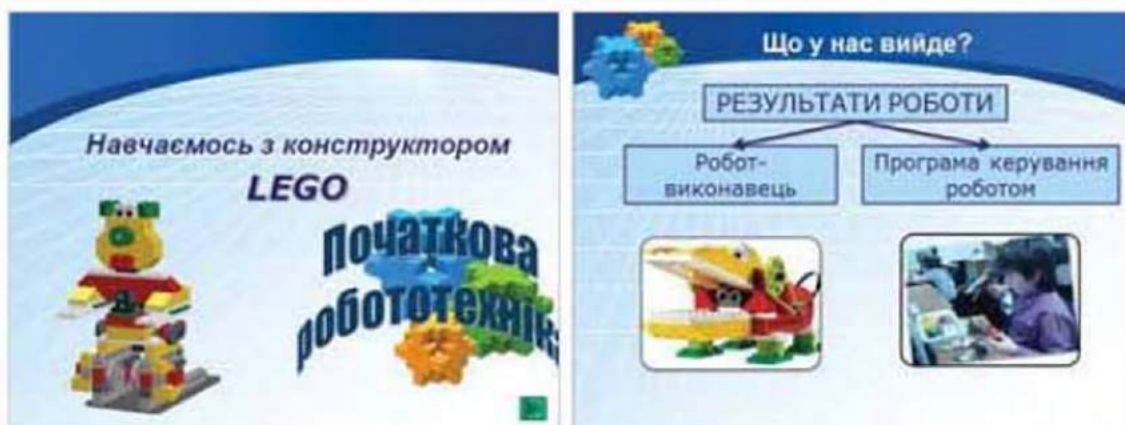 Навчаємось з конструктором
LEGO
Початкова
робототехніка
Що у нас вийде?
РЕЗУЛЬТАТИ РОБОТИ
Робот-
виконавець
Програма керування
роботом